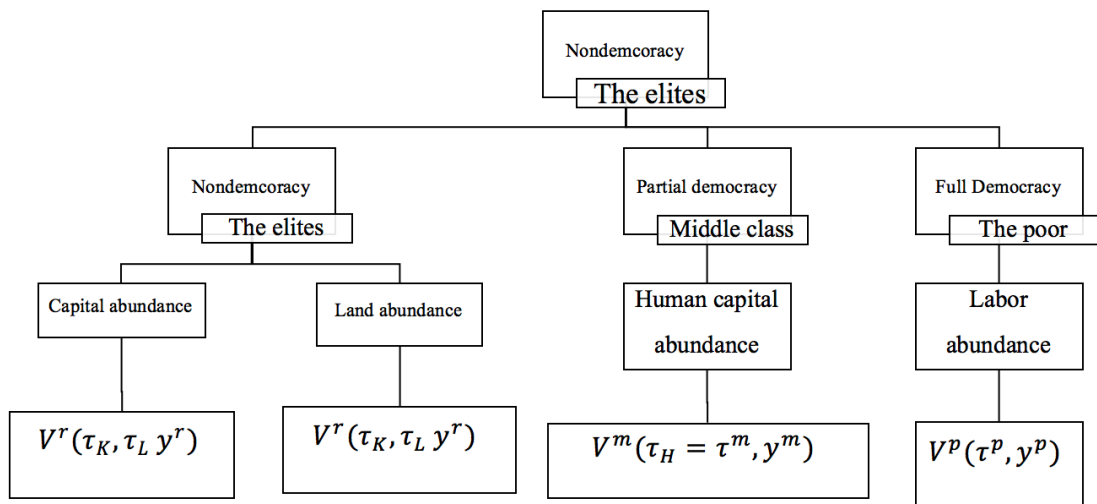 Nondemcoracy
The elites
Nondemcoracy
The elites
Partial democracy
Middle class
Full Democracy
The poor
Capital abundance
Land abundance
Human capital
abundance
Labor
abundance
V^r(τ_K, τ_L y^r)
V^r(τ_K, τ_L y^r)
V^m(τ_H = τ^m, y^m)
V^p(τ^p, y^p)